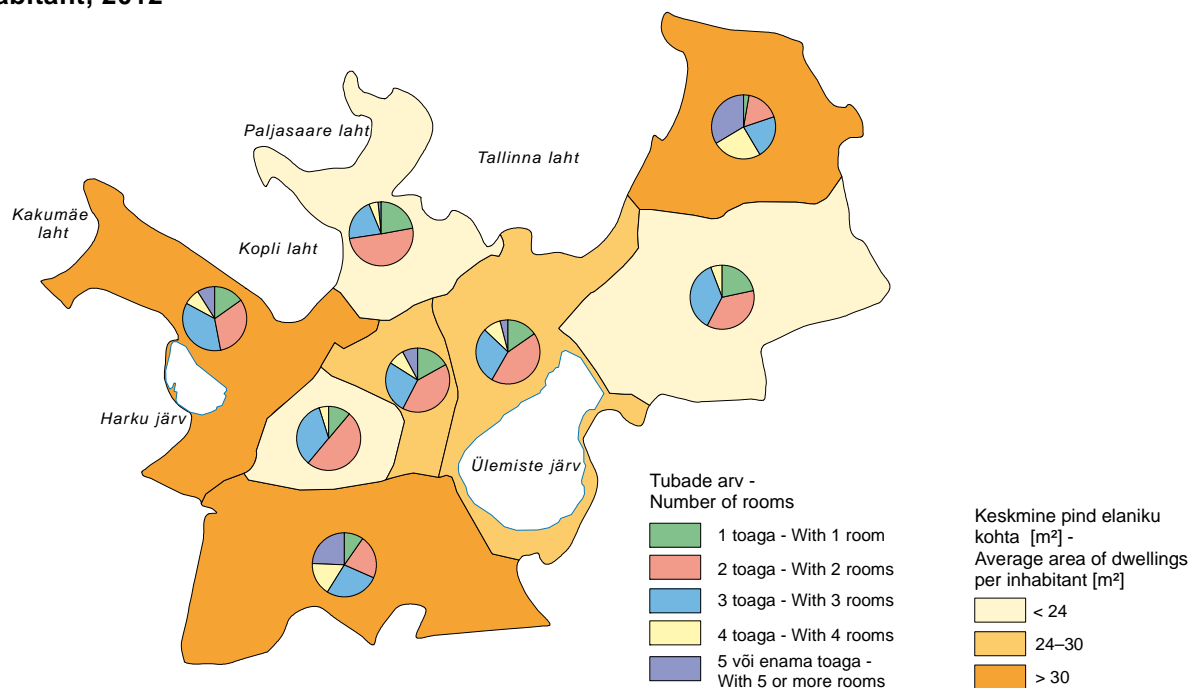 Paljasaare laht
Tallinna laht
Kakumäe
laht
Kopli laht
Harku järv
Ülemiste järv
Tubade arv -
Number of rooms
1 toaga - With 1 room
2 toaga - With 2 rooms
3 toaga - With 3 rooms
4 toaga - With 4 rooms
5 või enama toaga -
With 5 or more rooms
Keskmine pind elaniku
kohta [m²] -
Average area of dwellings
per inhabitant [m²]
< 24
24–30
> 30